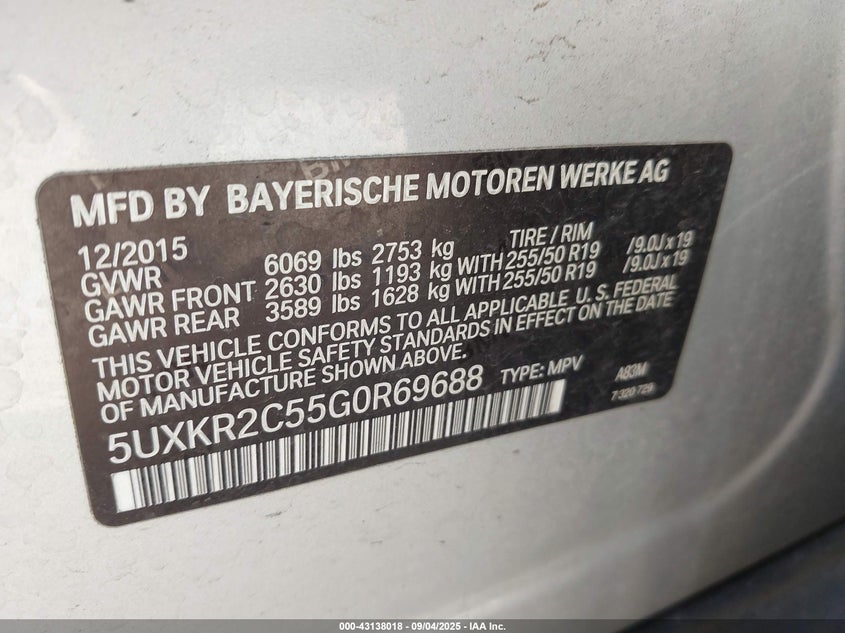 MFD BY BAYERISCHE MOTOREN WERKE AG
12/2015 TIRE / RIM
GVWR 6069 lbs 2753 kg
GAWR FRONT 2630 lbs 1193 kg WITH 255/50 R19 /9.0J x 19
GAWR REAR 3589 lbs 1628 kg WITH 255/50 R19 /9.0J x 19
THIS VEHICLE CONFORMS TO ALL APPLICABLE U. S. FEDERAL
MOTOR VEHICLE SAFETY STANDARDS IN EFFECT ON THE DATE
OF MANUFACTURE SHOWN ABOVE.
5UXKR2C55G0R69688 TYPE: MPV A83M
7 320 729
000-43138018 - 09/04/2025 - IAA Inc.